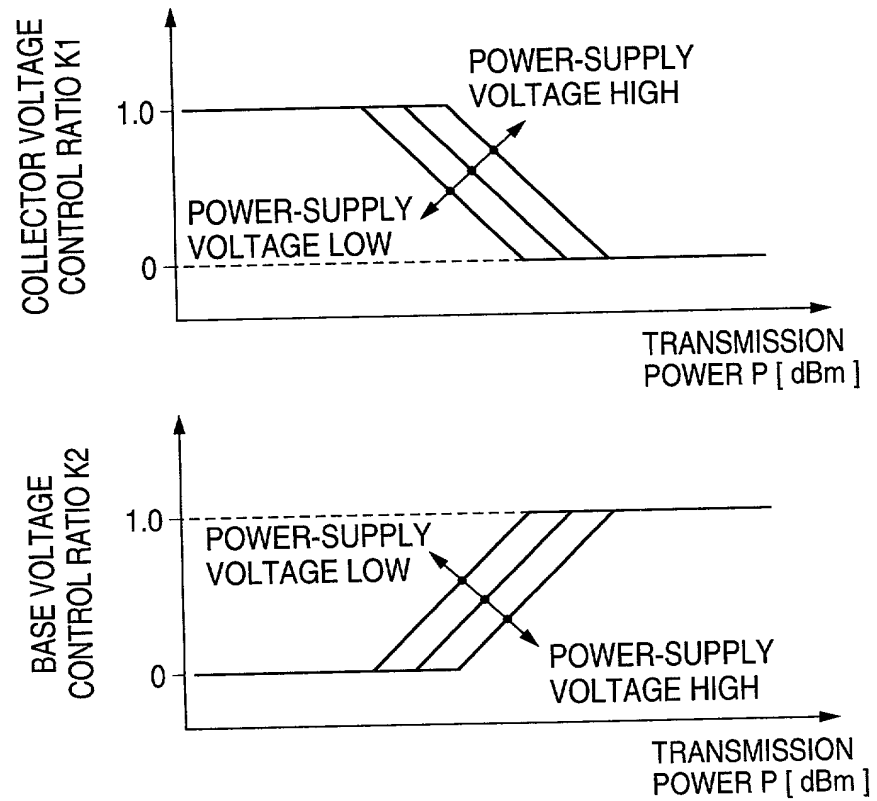 COLLECTOR VOLTAGE
CONTROL RATIO K1
1.0
0
POWER-SUPPLY
VOLTAGE HIGH
POWER-SUPPLY
VOLTAGE LOW
TRANSMISSION
POWER P [ dBm ]
BASE VOLTAGE
CONTROL RATIO K2
1.0
0
POWER-SUPPLY
VOLTAGE LOW
POWER-SUPPLY
VOLTAGE HIGH
TRANSMISSION
POWER P [ dBm ]